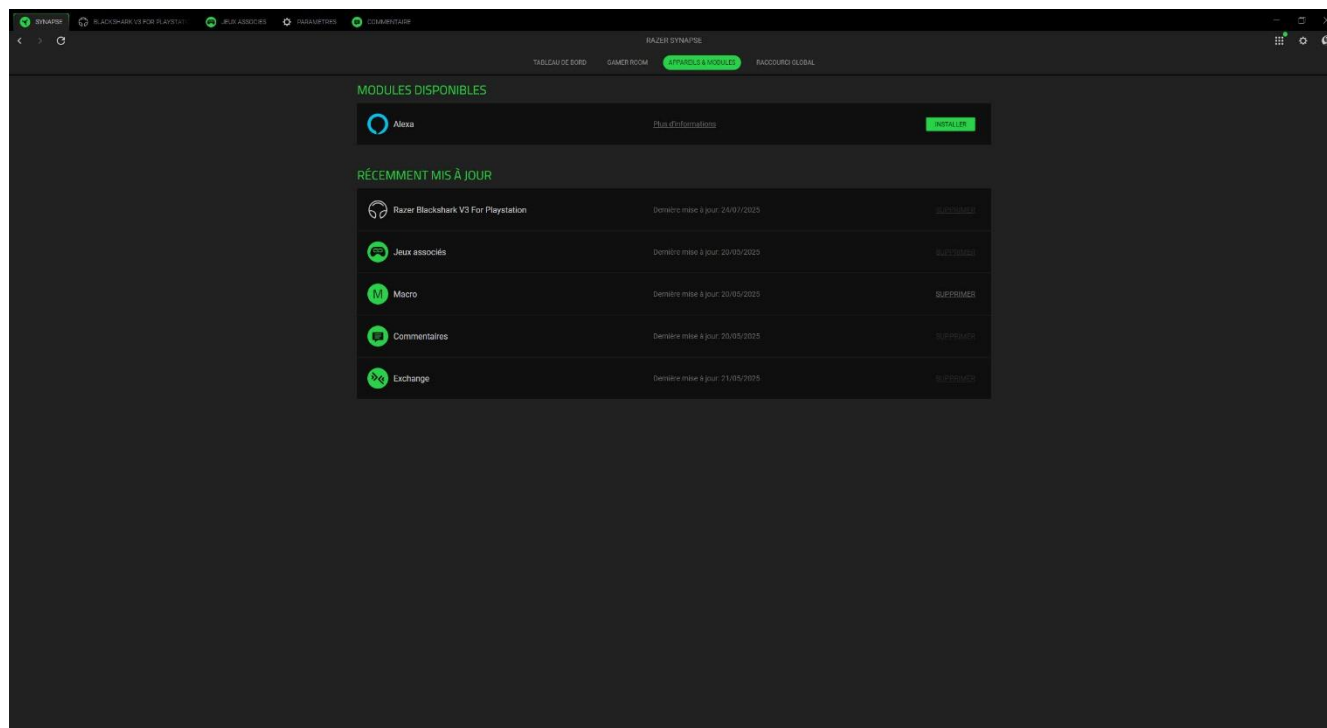 SYNAPSE BLACKSHARK V3 FOR PLAYSTATI JEUX ASSOCIÉS PARAMÈTRES COMMENTAIRE
RAZER SYNAPSE
TABLEAU DE BORD GAMER ROOM APPAREILS & MODULES RACCOURCI GLOBAL
MODULES DISPONIBLES
Alexa Plus d'informations INSTALLER
RÉCEMMENT MIS À JOUR
Razer Blackshark V3 For Playstation Dernière mise à jour: 24/07/2025 SUPPRIMER
Jeux associés Dernière mise à jour: 20/05/2025 SUPPRIMER
M Macro Dernière mise à jour: 20/05/2025 SUPPRIMER
Commentaires Dernière mise à jour: 20/05/2025 SUPPRIMER
Exchange Dernière mise à jour: 21/05/2025 SUPPRIMER